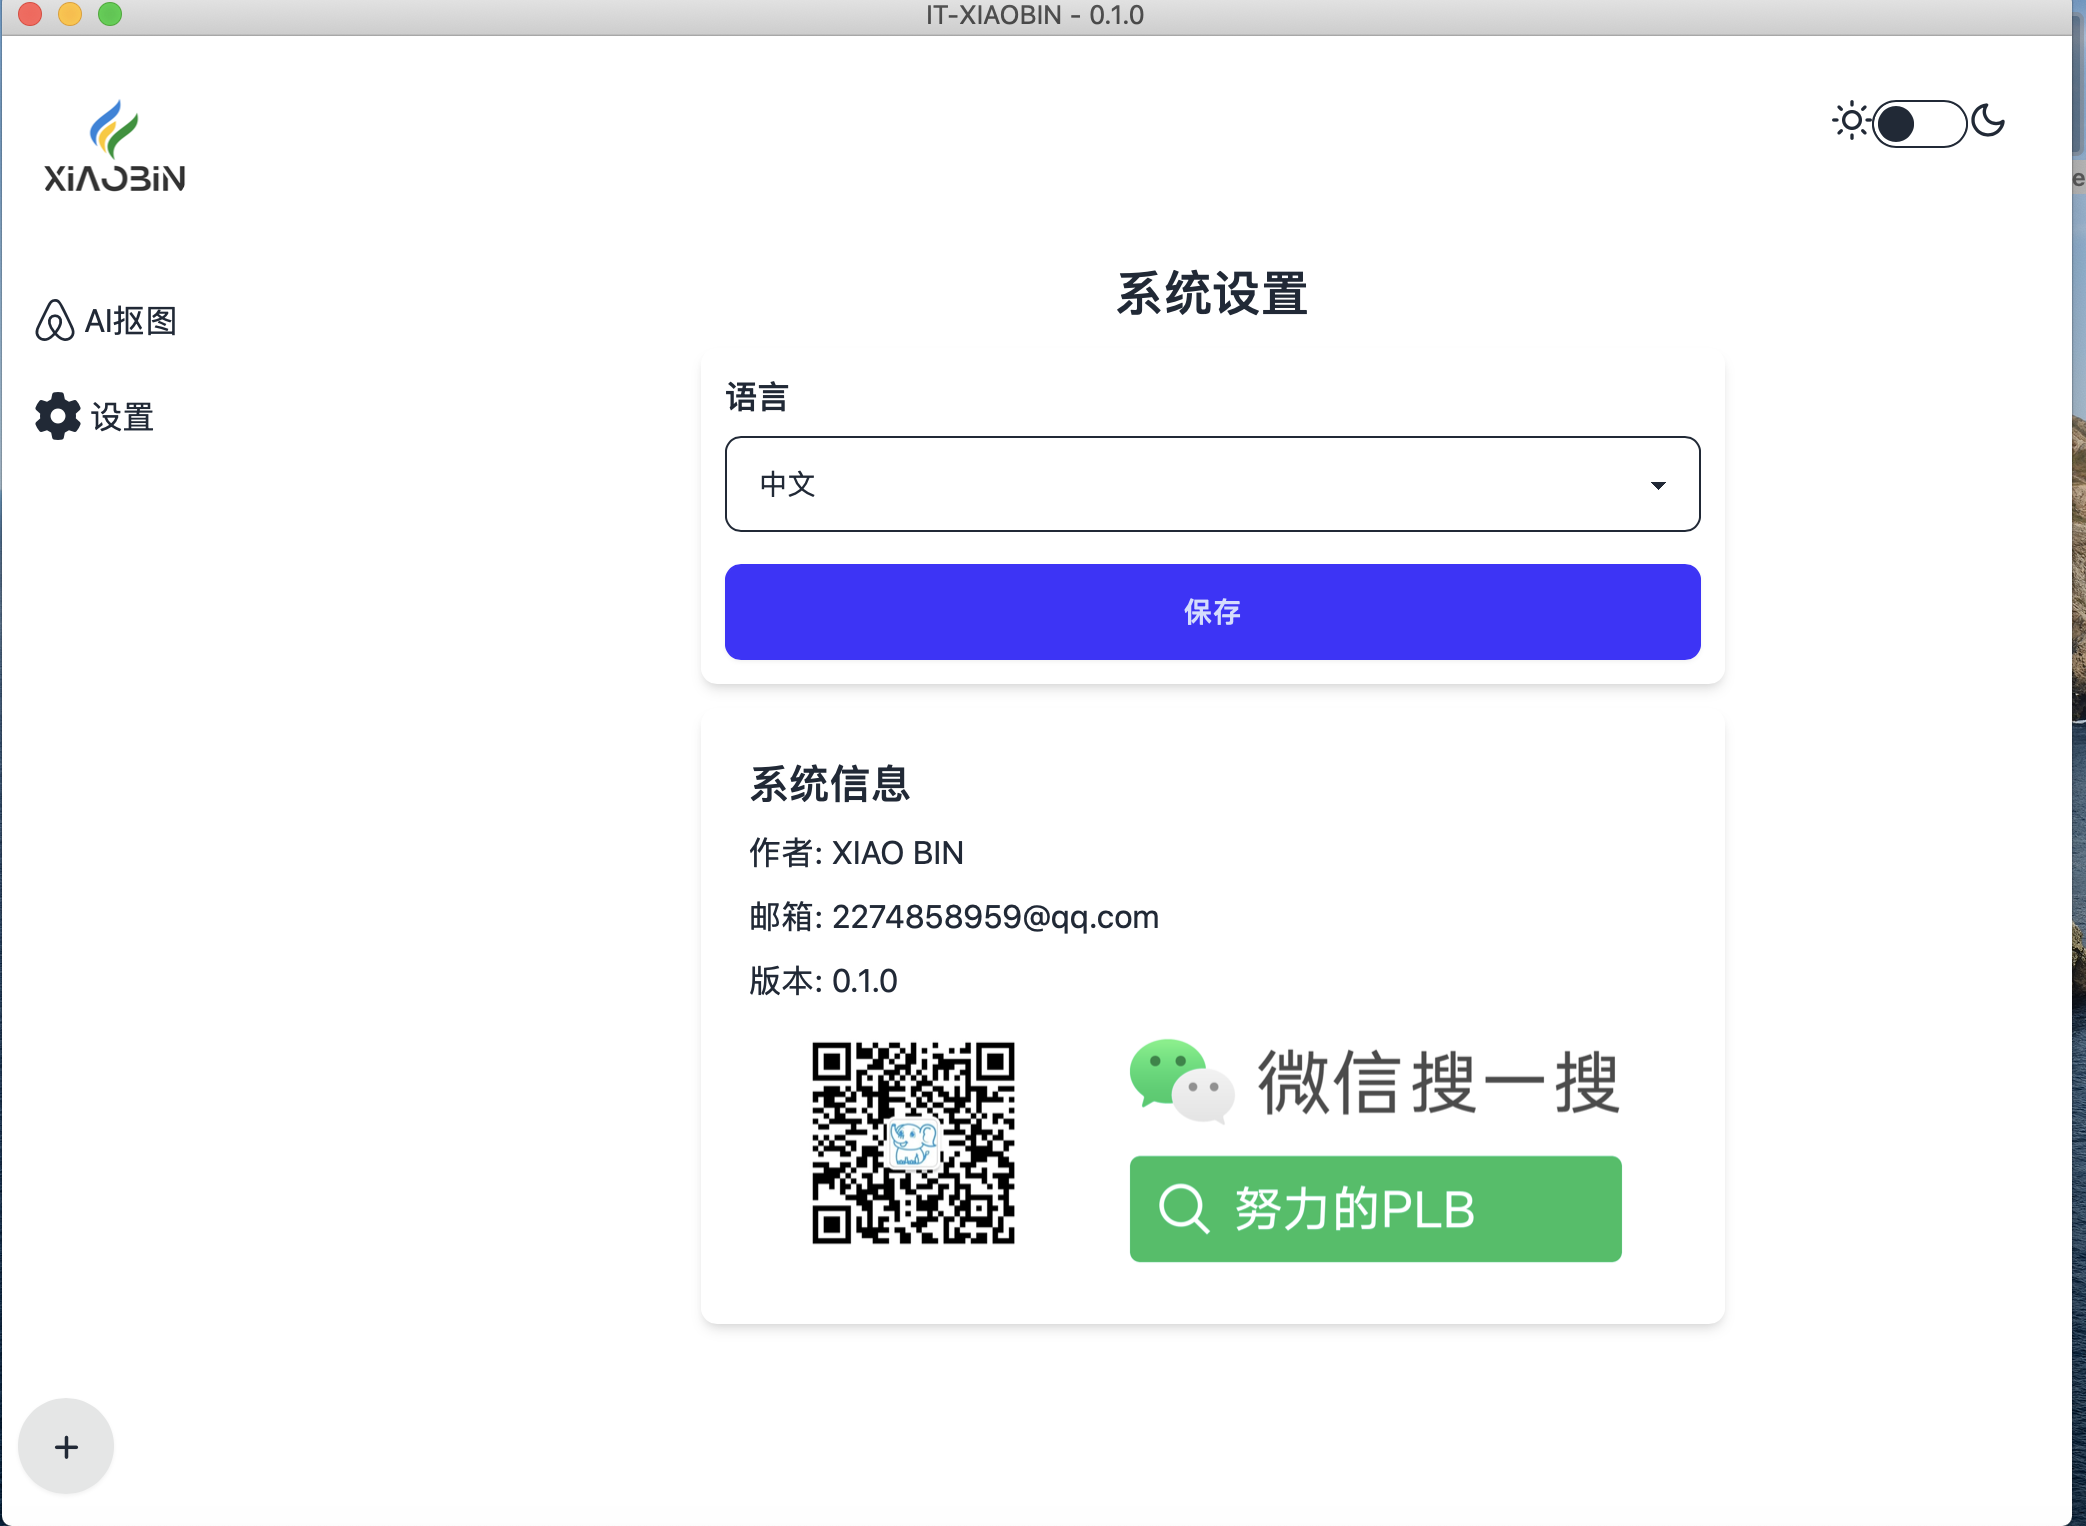 IT-XIAOBIN - 0.1.0
XiAOBiN
AI抠图
设置
系统设置
语言
中文
保存
系统信息
作者: XIAO BIN
邮箱: 2274858959@qq.com
版本: 0.1.0
微信搜一搜
努力的PLB